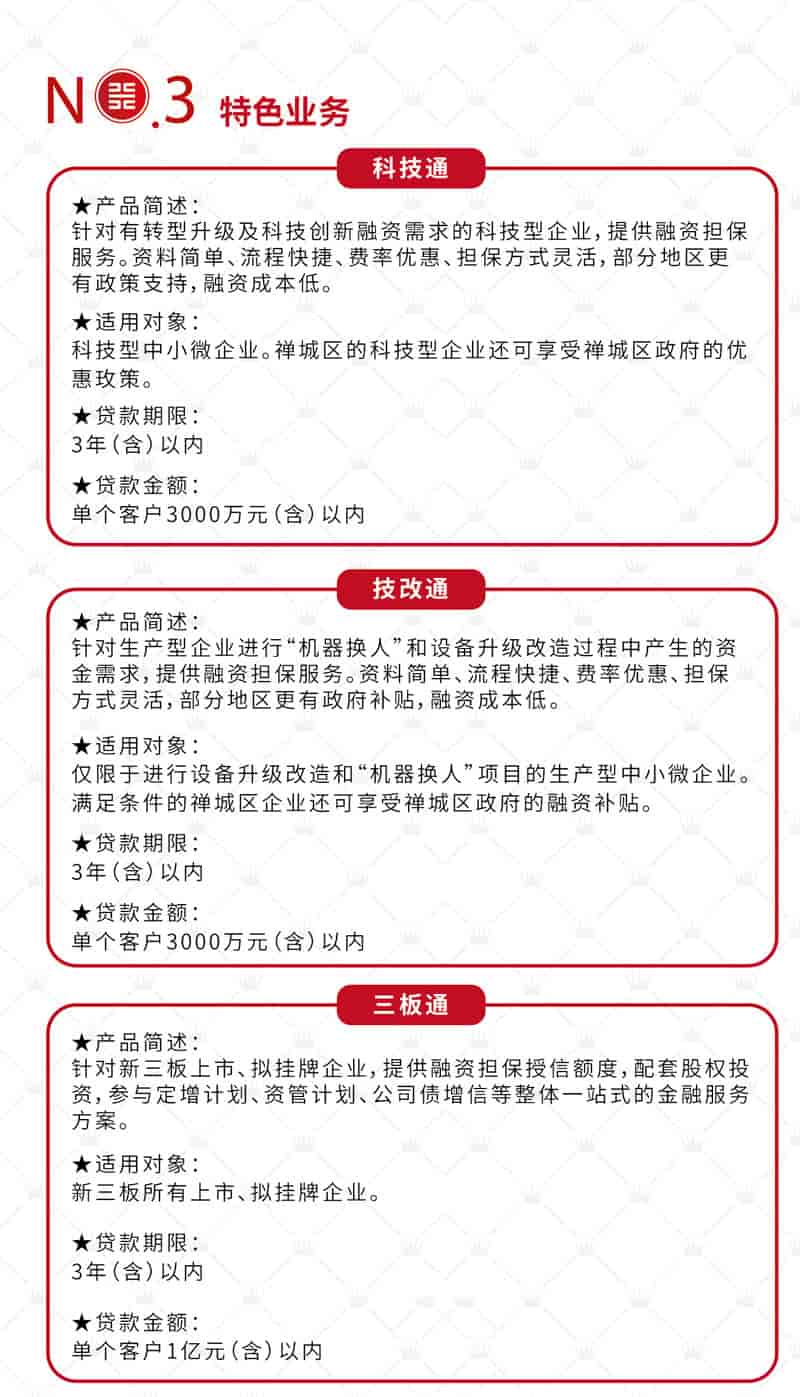 NO.3 特色业务
科技通
★产品简述：
针对有转型升级及科技创新融资需求的科技型企业，提供融资担保
服务。资料简单、流程快捷、费率优惠、担保方式灵活，部分地区更
有政策支持，融资成本低。
★适用对象：
科技型中小微企业。禅城区的科技型企业还可享受禅城区政府的优
惠玫策。
★贷款期限：
3年（含）以内
★贷款金额：
单个客户3000万元（含）以内
技改通
★产品简述：
针对生产型企业进行“机器换人”和设备升级改造过程中产生的资
金需求，提供融资担保服务。资料简单、流程快捷、费率优惠、担保
方式灵活，部分地区更有政府补贴，融资成本低。
★适用对象：
仅限于进行设备升级改造和“机器换人”项目的生产型中小微企业。
满足条件的禅城区企业还可享受禅城区政府的融资补贴。
★贷款期限：
3年（含）以内
★贷款金额：
单个客户3000万元（含）以内
三板通
★产品简述：
针对新三板上市、拟挂牌企业，提供融资担保授信额度，配套股权投
资，参与定增计划、资管计划、公司债增信等整体一站式的金融服务
方案。
★适用对象：
新三板所有上市、拟挂牌企业。
★贷款期限：
3年（含）以内
★贷款金额：
单个客户1亿元（含）以内